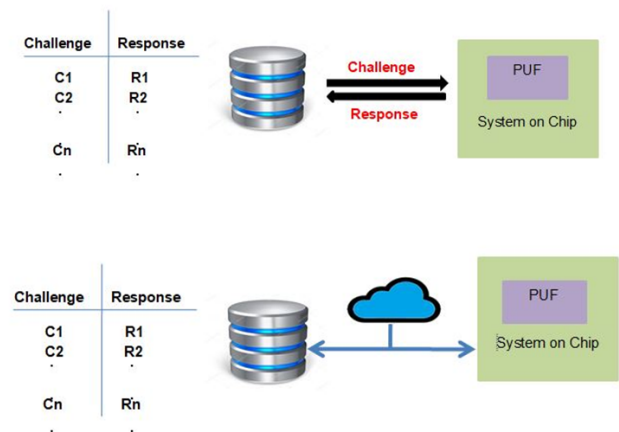 Challenge Response
C1 R1
C2 R2
. .
Cn Rn
. .
Challenge
Response
PUF
System on Chip
Challenge Response
C1 R1
C2 R2
. .
Cn Rn
. .
PUF
System on Chip